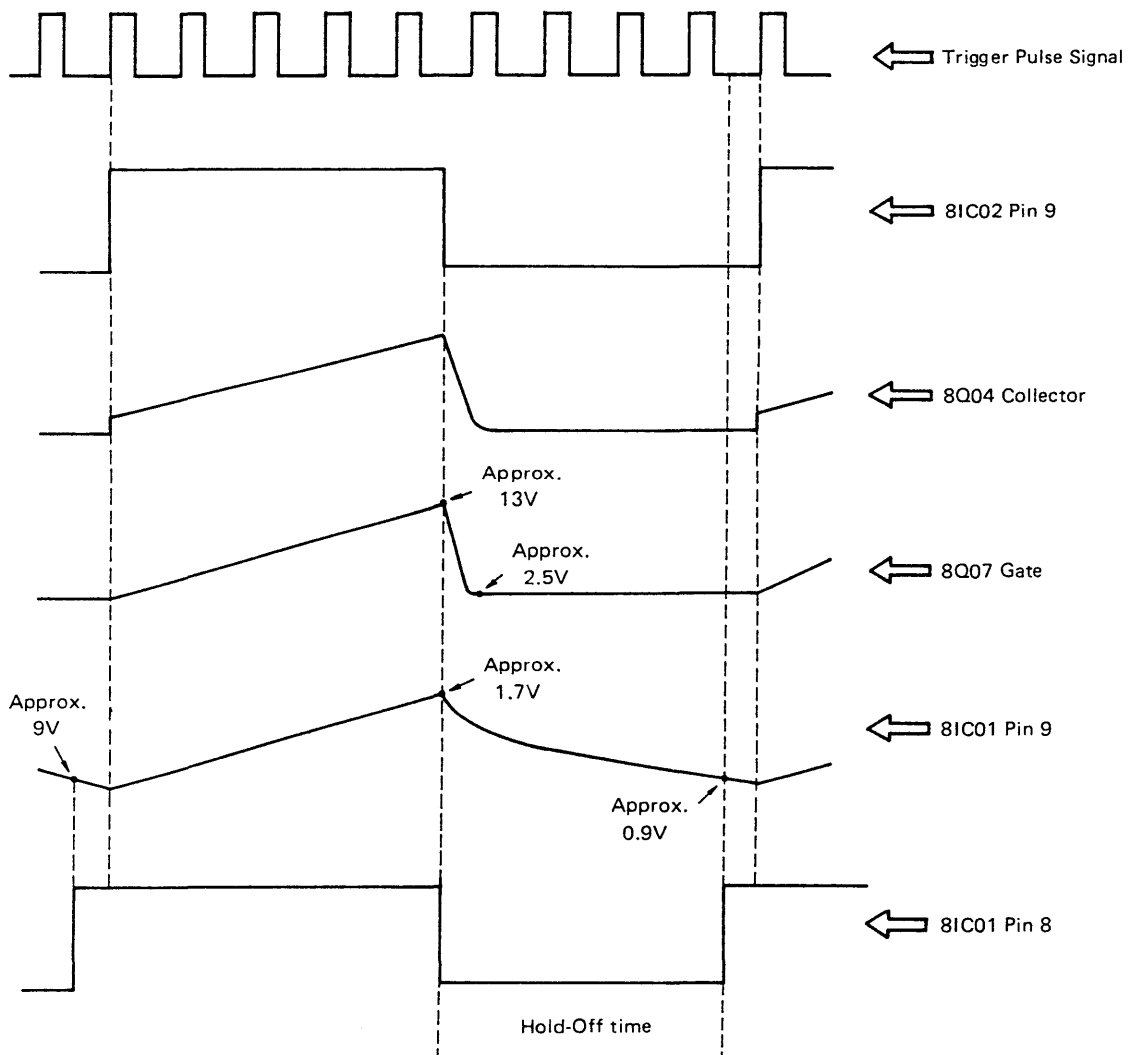 Trigger Pulse Signal
8IC02 Pin 9
8Q04 Collector
Approx.
13V
Approx.
2.5V
8Q07 Gate
Approx.
1.7V
Approx.
9V
8IC01 Pin 9
Approx.
0.9V
8IC01 Pin 8
Hold-Off time